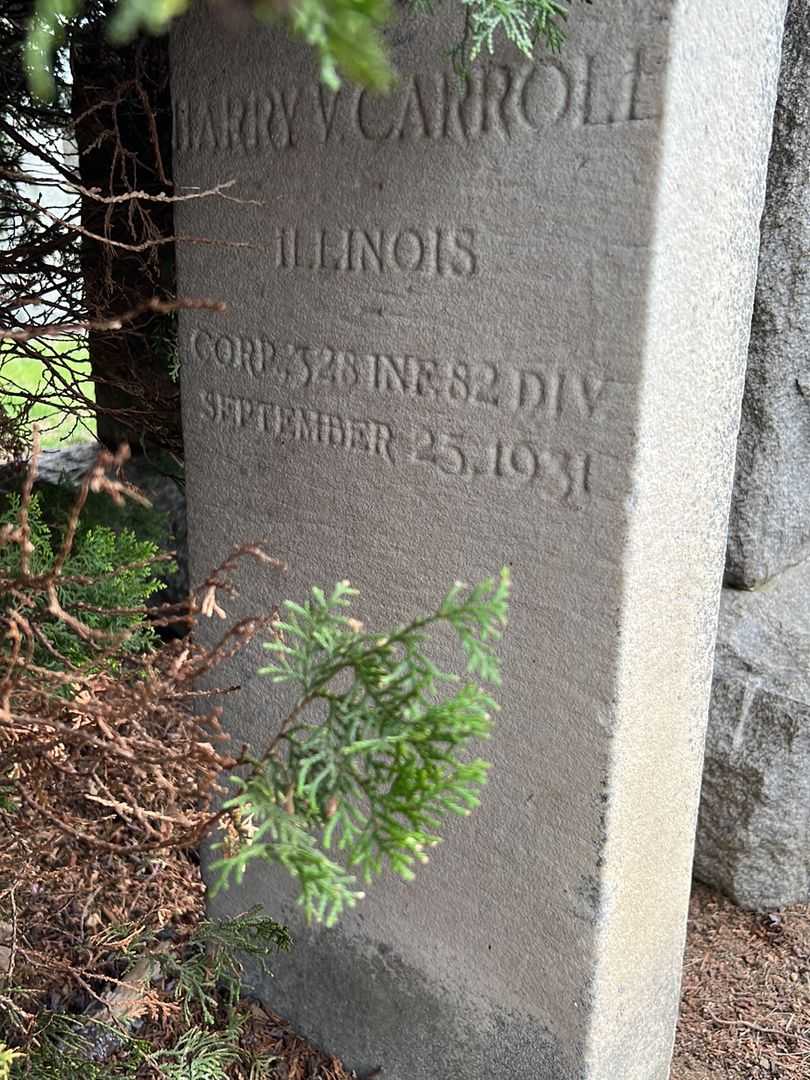 HARRY V. CARROLL
ILLINOIS
CORP. 328 INF. 82 DIV.
SEPTEMBER 25, 1931